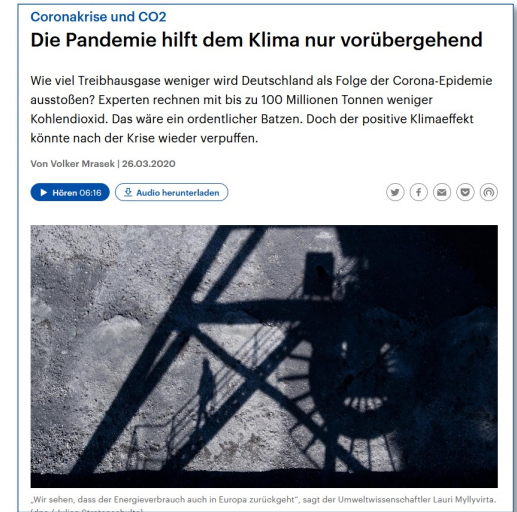 Coronakrise und CO2
Die Pandemie hilft dem Klima nur vorübergehend
Wie viel Treibhausgase weniger wird Deutschland als Folge der Corona-Epidemie
ausstoßen? Experten rechnen mit bis zu 100 Millionen Tonnen weniger
Kohlendioxid. Das wäre ein ordentlicher Batzen. Doch der positive Klimaeffekt
könnte nach der Krise wieder verpuffen.
Von Volker Mrasek | 26.03.2020
Hören 06:16 Audio herunterladen
„Wir sehen, dass der Energieverbrauch auch in Europa zurückgeht“, sagt der Umweltwissenschaftler Lauri Myllyvirta.